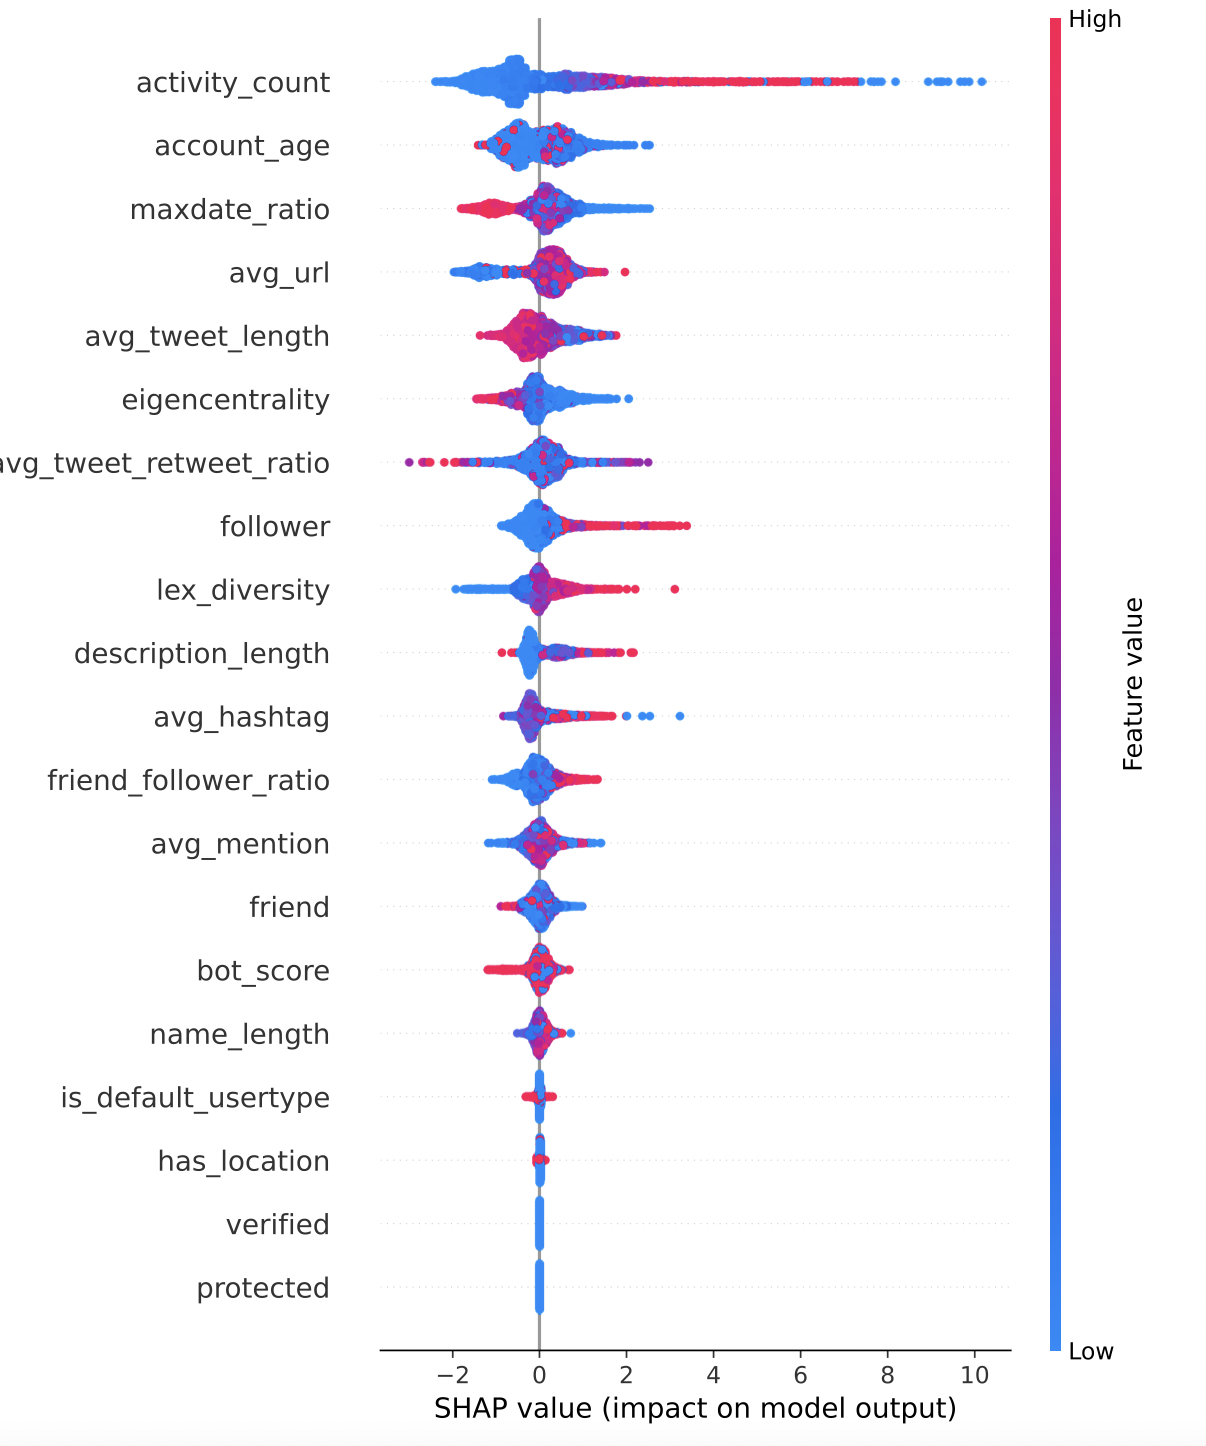 High
activity_count
account_age
maxdate_ratio
avg_url
avg_tweet_length
eigencentrality
avg_tweet_retweet_ratio
follower
lex_diversity
description_length
avg_hashtag
friend_follower_ratio
avg_mention
friend
bot_score
name_length
is_default_usertype
has_location
verified
protected
Feature value
Low
−2 0 2 4 6 8 10
SHAP value (impact on model output)